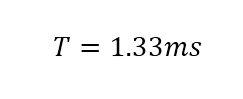 T = 1.33ms